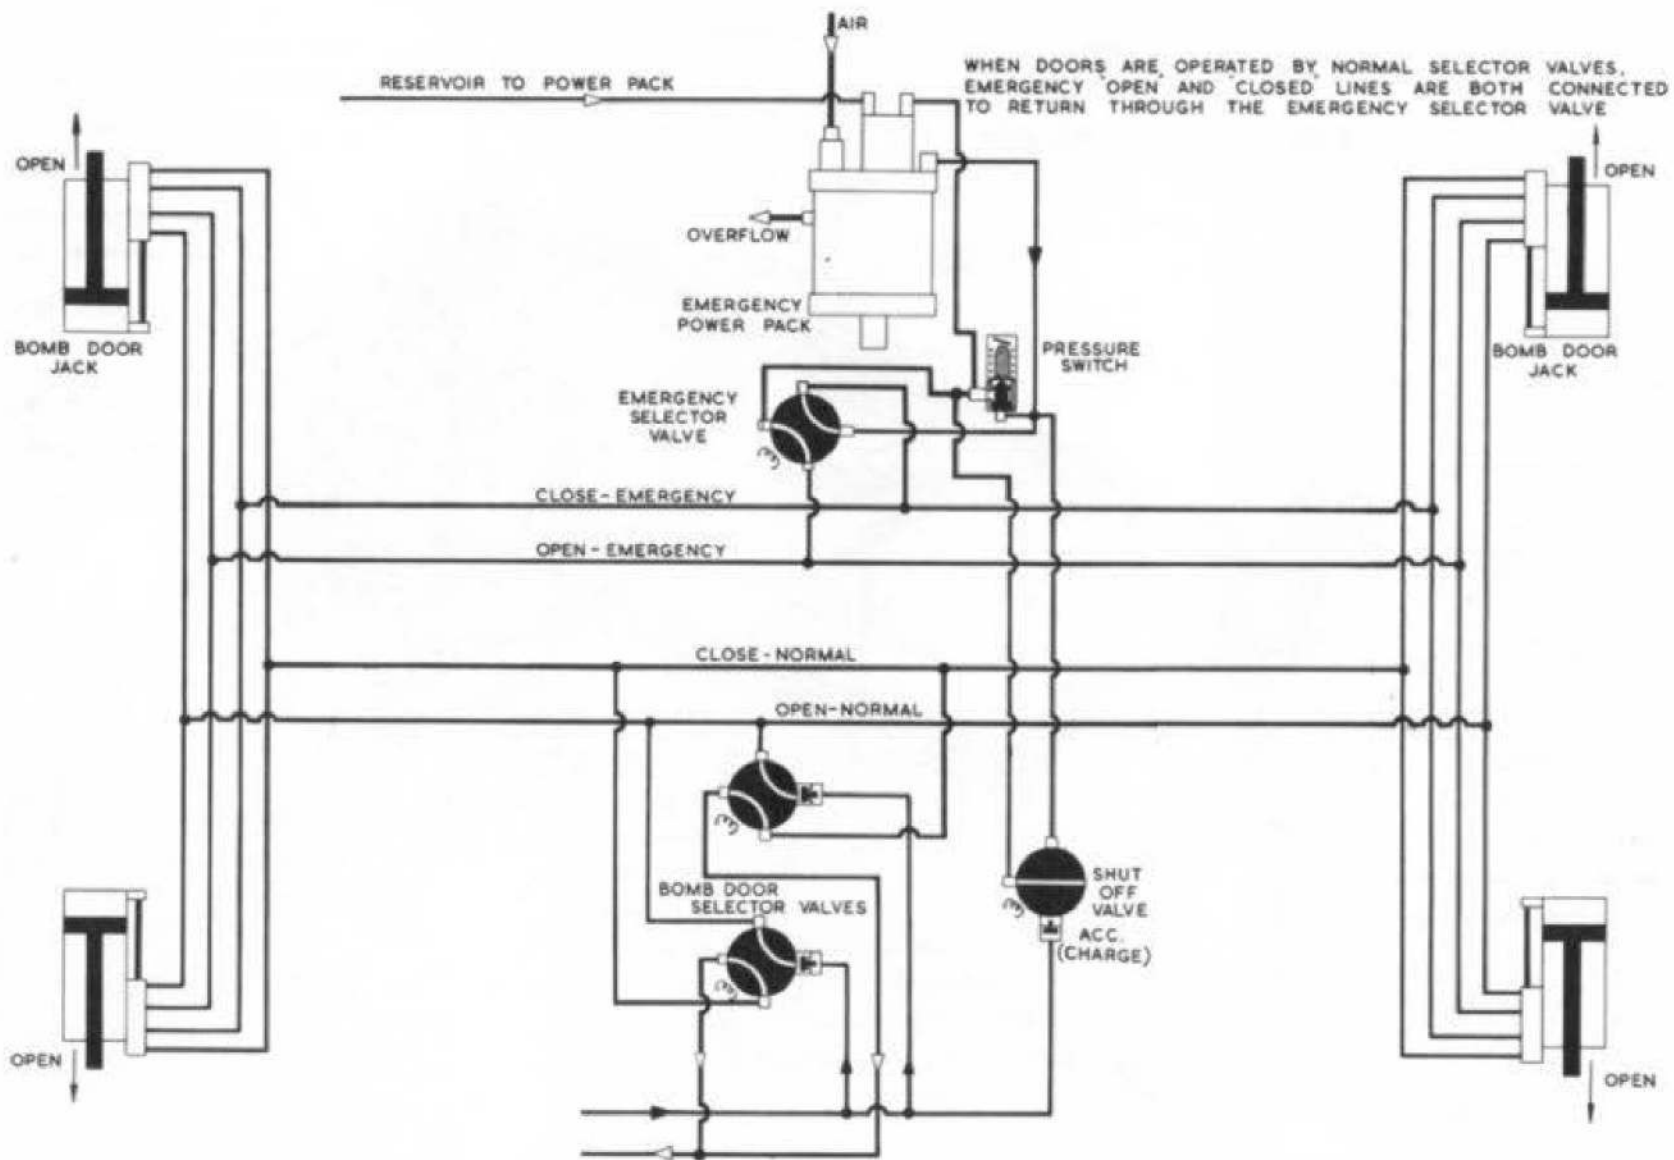 AIR
RESERVOIR TO POWER PACK
WHEN DOORS ARE OPERATED BY NORMAL SELECTOR VALVES,
EMERGENCY "OPEN" AND "CLOSED" LINES ARE BOTH CONNECTED
TO RETURN THROUGH THE EMERGENCY SELECTOR VALVE
OPEN
OPEN
OVERFLOW
EMERGENCY
POWER PACK
BOMB DOOR
JACK
PRESSURE
SWITCH
BOMB DOOR
JACK
EMERGENCY
SELECTOR
VALVE
CLOSE-EMERGENCY
OPEN-EMERGENCY
CLOSE-NORMAL
OPEN-NORMAL
BOMB DOOR
SELECTOR VALVES
SHUT
OFF
VALVE
ACC.
(CHARGE)
OPEN
OPEN